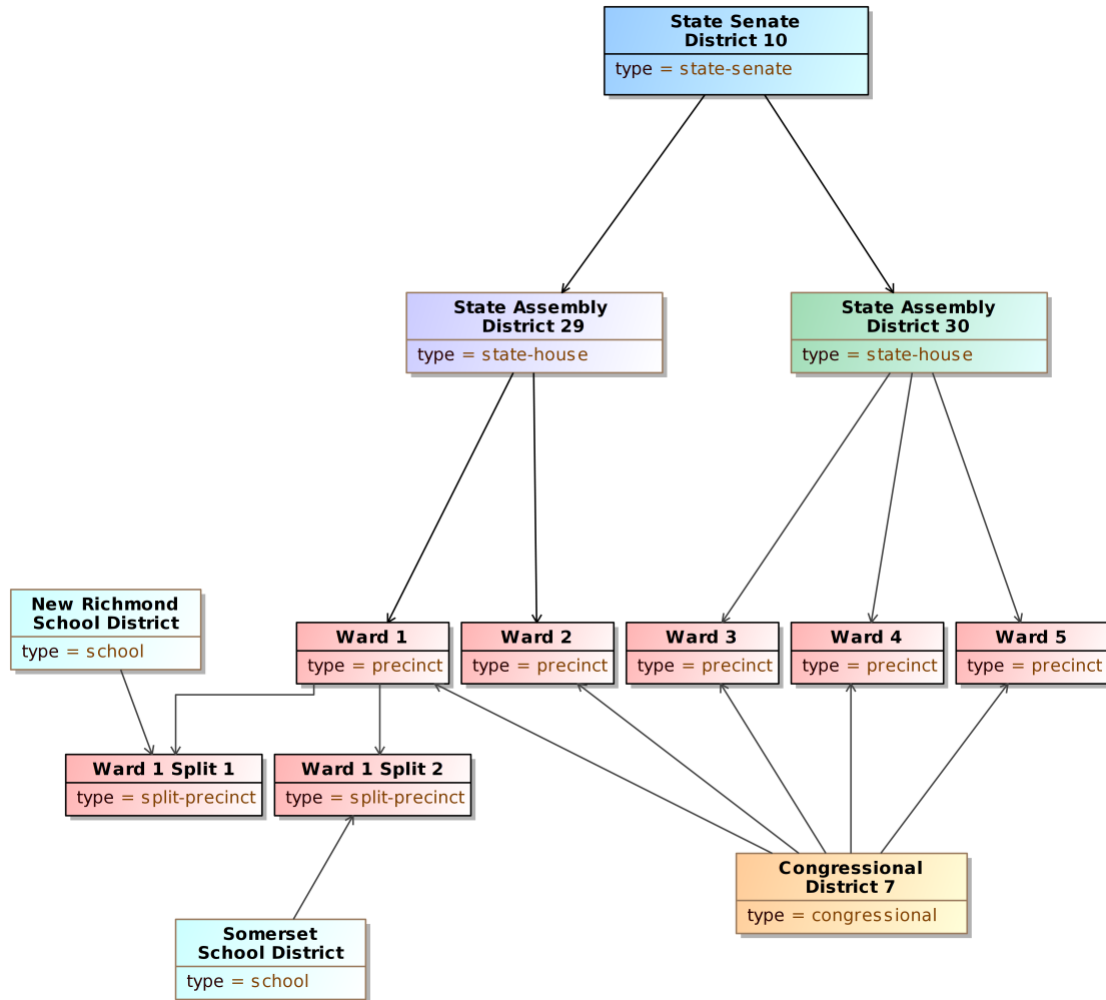 State Senate
District 10
type = state-senate
State Assembly
District 29
type = state-house
State Assembly
District 30
type = state-house
New Richmond
School District
type = school
Ward 1
type = precinct
Ward 2
type = precinct
Ward 3
type = precinct
Ward 4
type = precinct
Ward 5
type = precinct
Ward 1 Split 1
type = split-precinct
Ward 1 Split 2
type = split-precinct
Congressional
District 7
type = congressional
Somerset
School District
type = school